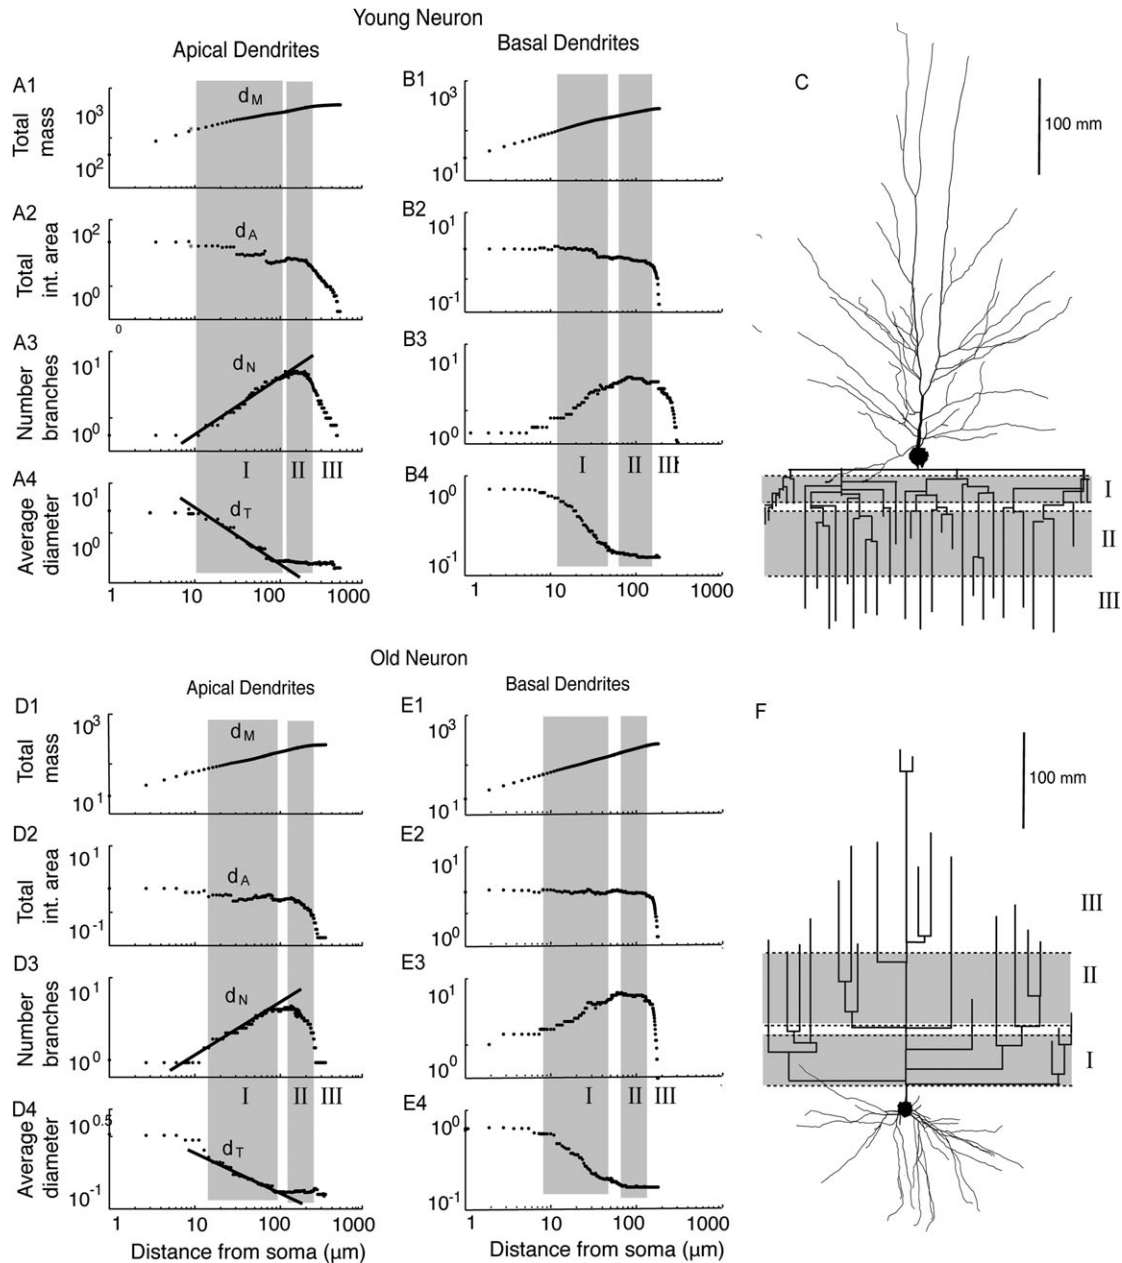 Young Neuron
Apical Dendrites
Basal Dendrites
A1
Total
mass
10^3
10^2
d_M
B1
10^3
10^1
C
100 mm
A2
Total
int. area
10^2
10^0
0
d_A
B2
10^1
10^-1
A3
Number
branches
10^1
10^0
d_N
B3
10^1
10^0
I
II
III
I
II
III
A4
Average
diameter
10^1
10^0
d_T
B4
10^0
10^-1
1
10
100
1000
1
10
100
1000
I
II
III
Old Neuron
Apical Dendrites
Basal Dendrites
D1
Total
mass
10^3
10^1
d_M
E1
10^3
10^1
F
100 mm
D2
Total
int. area
10^1
10^-1
d_A
E2
10^2
10^0
D3
Number
branches
10^1
10^0
d_N
E3
10^1
10^0
I
II
III
I
II
III
D4
Average
diameter
10^0.5
10^-1
d_T
E4
10^0
10^-1
1
10
100
1000
1
10
100
1000
Distance from soma (µm)
Distance from soma (µm)
III
II
I